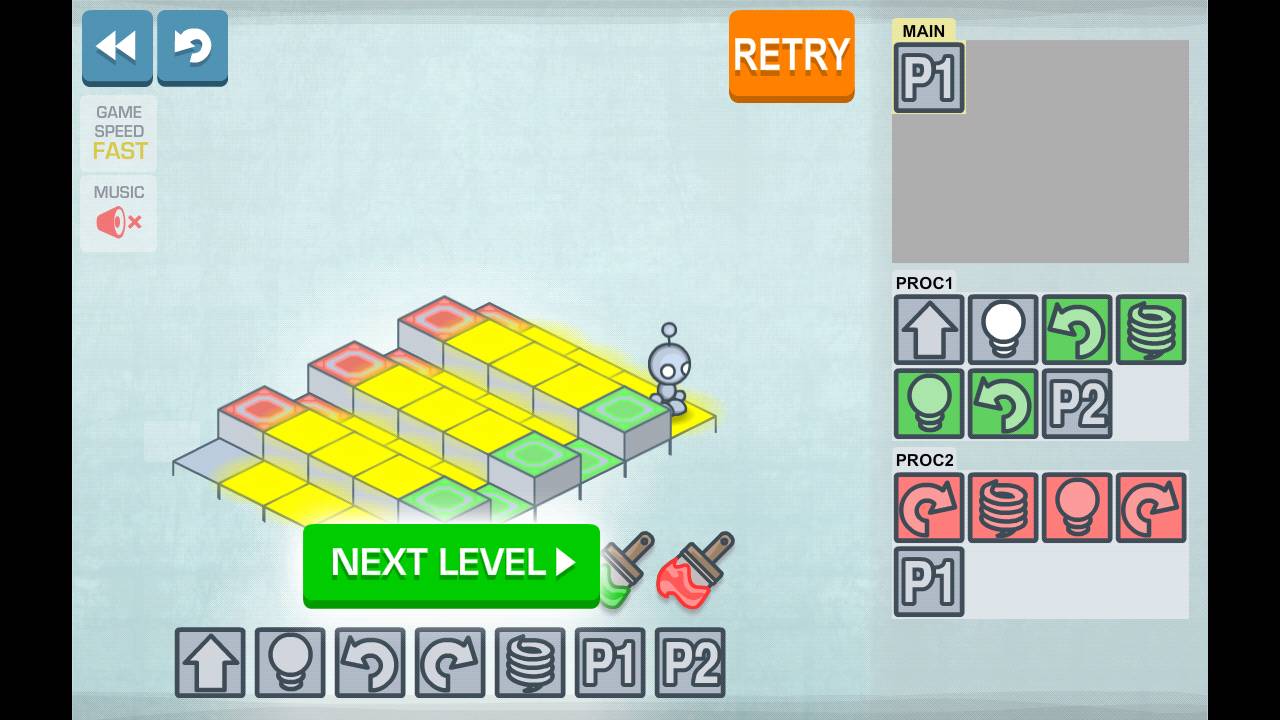 RETRY
MAIN
P1
GAME
SPEED
FAST
MUSIC
PROC1
P2
PROC2
P1
NEXT LEVEL
P1
P2